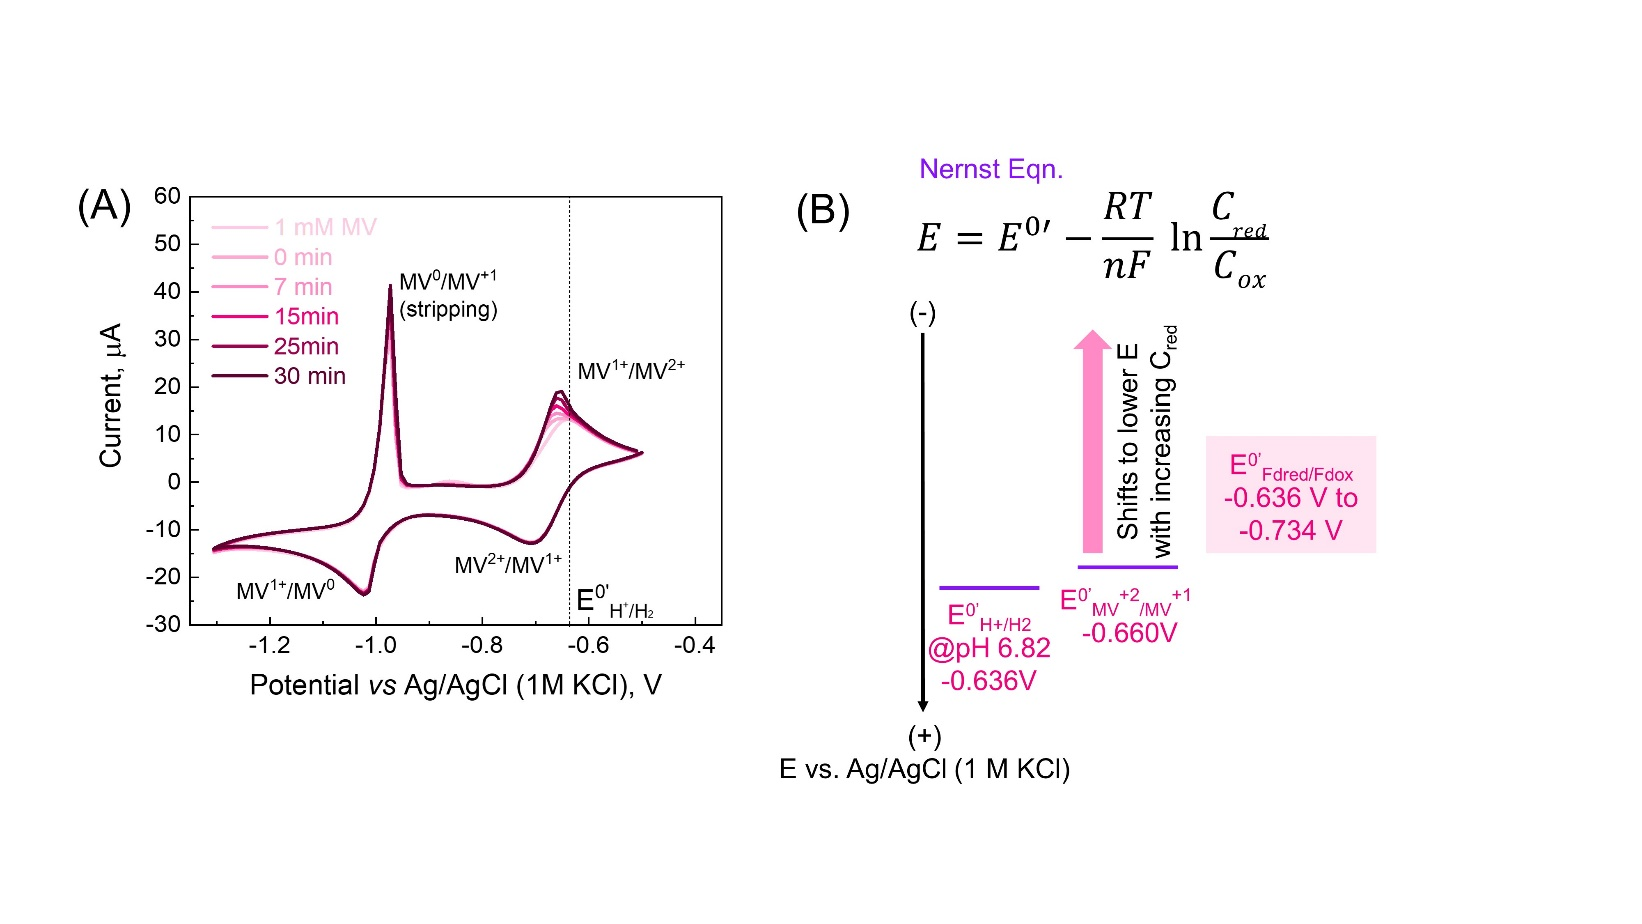 (A)
60
50
40
30
20
10
0
-10
-20
-30
Current, μA
1 mM MV
0 min
7 min
15min
25min
30 min
MV0/MV+1
(stripping)
MV1+/MV2+
MV2+/MV1+
MV1+/MV0
E0'H+/H2
-1.2 -1.0 -0.8 -0.6 -0.4
Potential vs Ag/AgCl (1M KCl), V
(B)
Nernst Eqn.
E = E0′ − RT/nF ln Cred/Cox
(-)
Shifts to lower E
with increasing Cred
E0'Fdred/Fdox
-0.636 V to
-0.734 V
E0'H+/H2
@pH 6.82
-0.636V
E0'MV+2/MV+1
-0.660V
(+)
E vs. Ag/AgCl (1 M KCl)